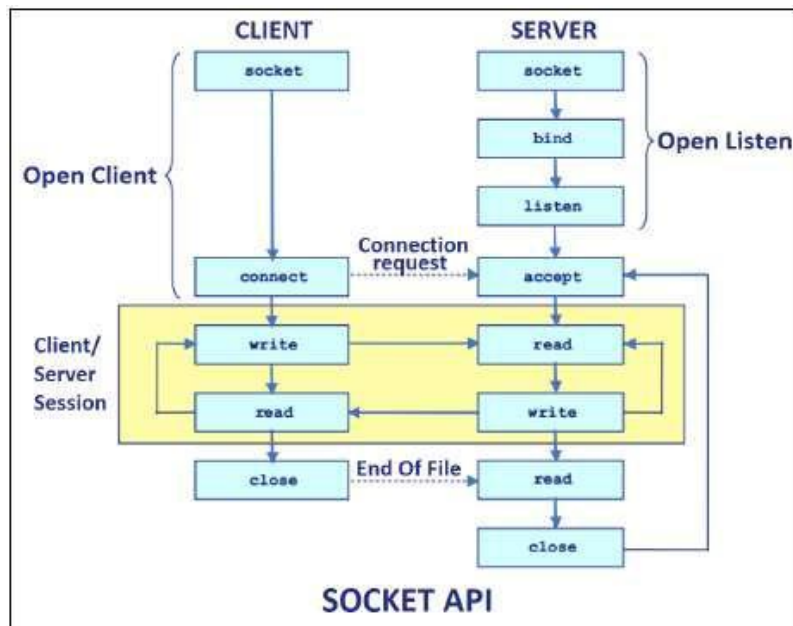 CLIENT SERVER
socket socket
bind
Open Client Open Listen
listen
Connection
request
connect accept
Client/
Server
Session
write read
read write
End Of File
close read
close
SOCKET API